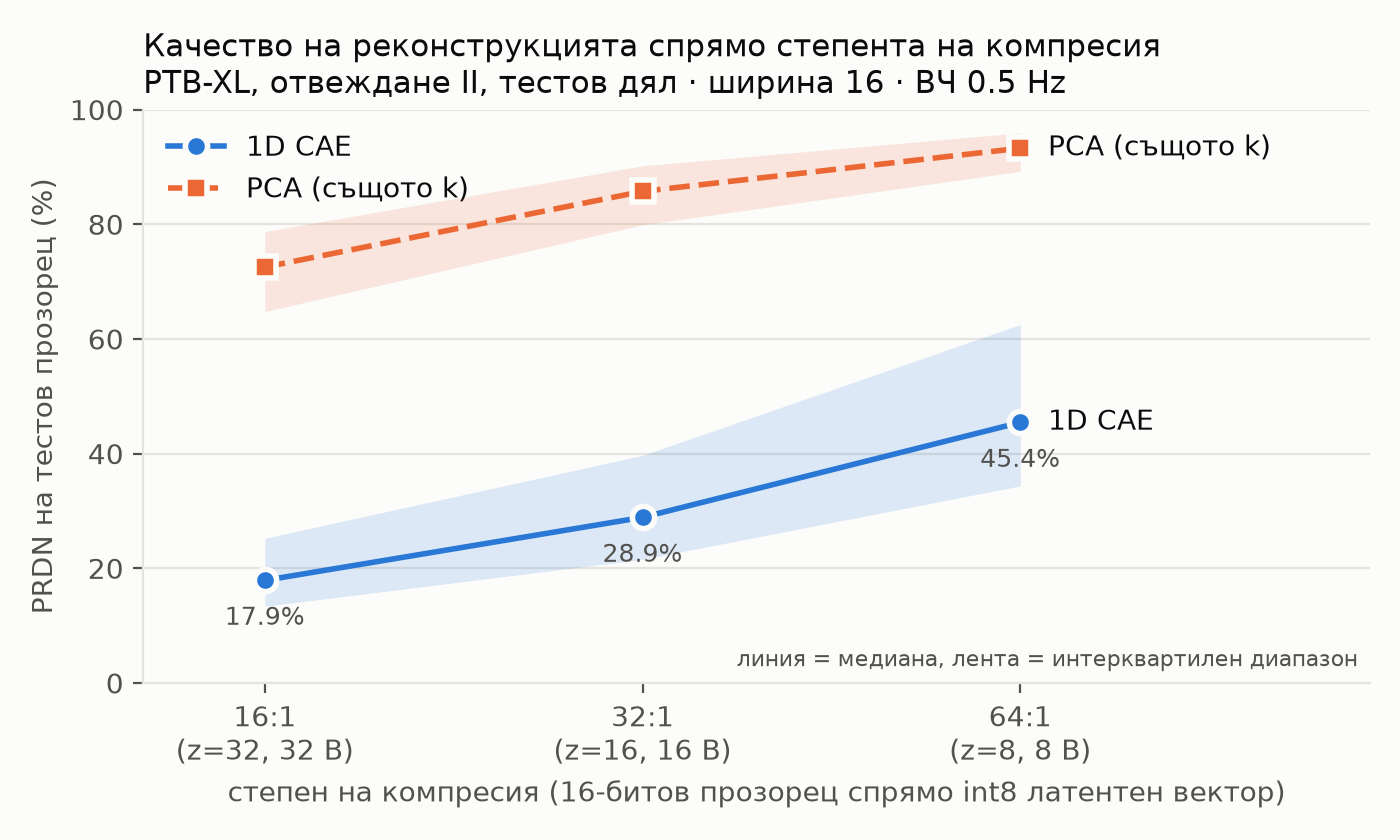 Качество на реконструкцията спрямо степента на компресия
PTB-XL, отвеждане II, тестов дял · ширина 16 · ВЧ 0.5 Hz
PRDN на тестов прозорец (%)
100
80
60
40
20
0
1D CAE
PCA (същото k)
PCA (същото k)
1D CAE
17.9%
28.9%
45.4%
линия = медиана, лента = интерквартилен диапазон
16:1
(z=32, 32 B)
32:1
(z=16, 16 B)
64:1
(z=8, 8 B)
степен на компресия (16-битов прозорец спрямо int8 латентен вектор)